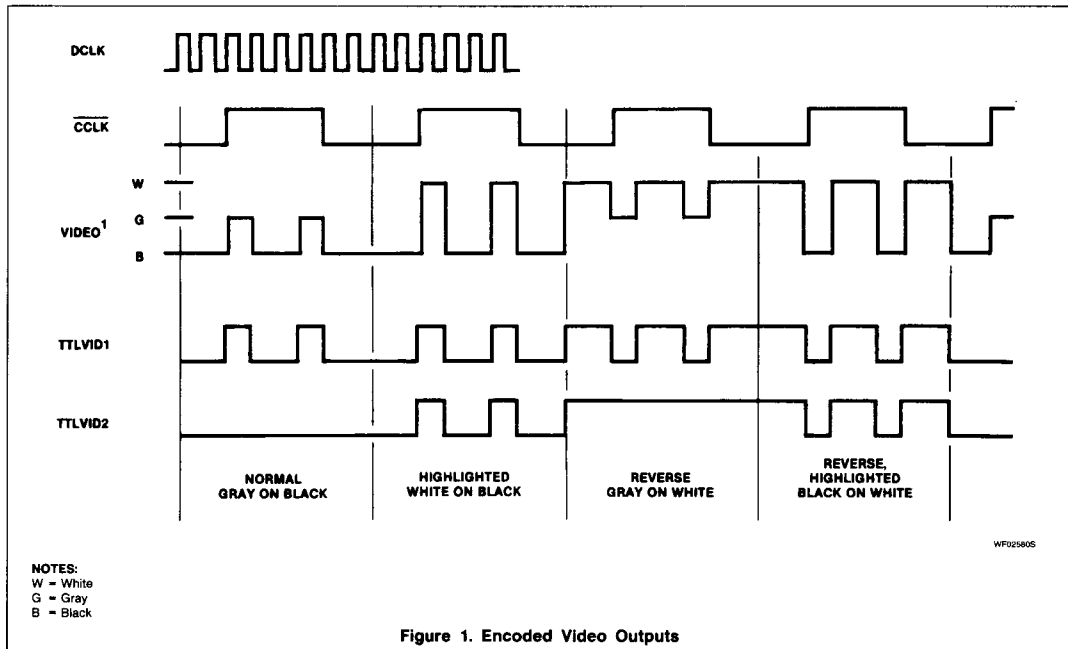 DCLK
CCLK
W
G
VIDEO1
B
TTLVID1
TTLVID2
NORMAL
GRAY ON BLACK
HIGHLIGHTED
WHITE ON BLACK
REVERSE
GRAY ON WHITE
REVERSE,
HIGHLIGHTED
BLACK ON WHITE
WF02580S
NOTES:
W = White
G = Gray
B = Black
Figure 1. Encoded Video Outputs